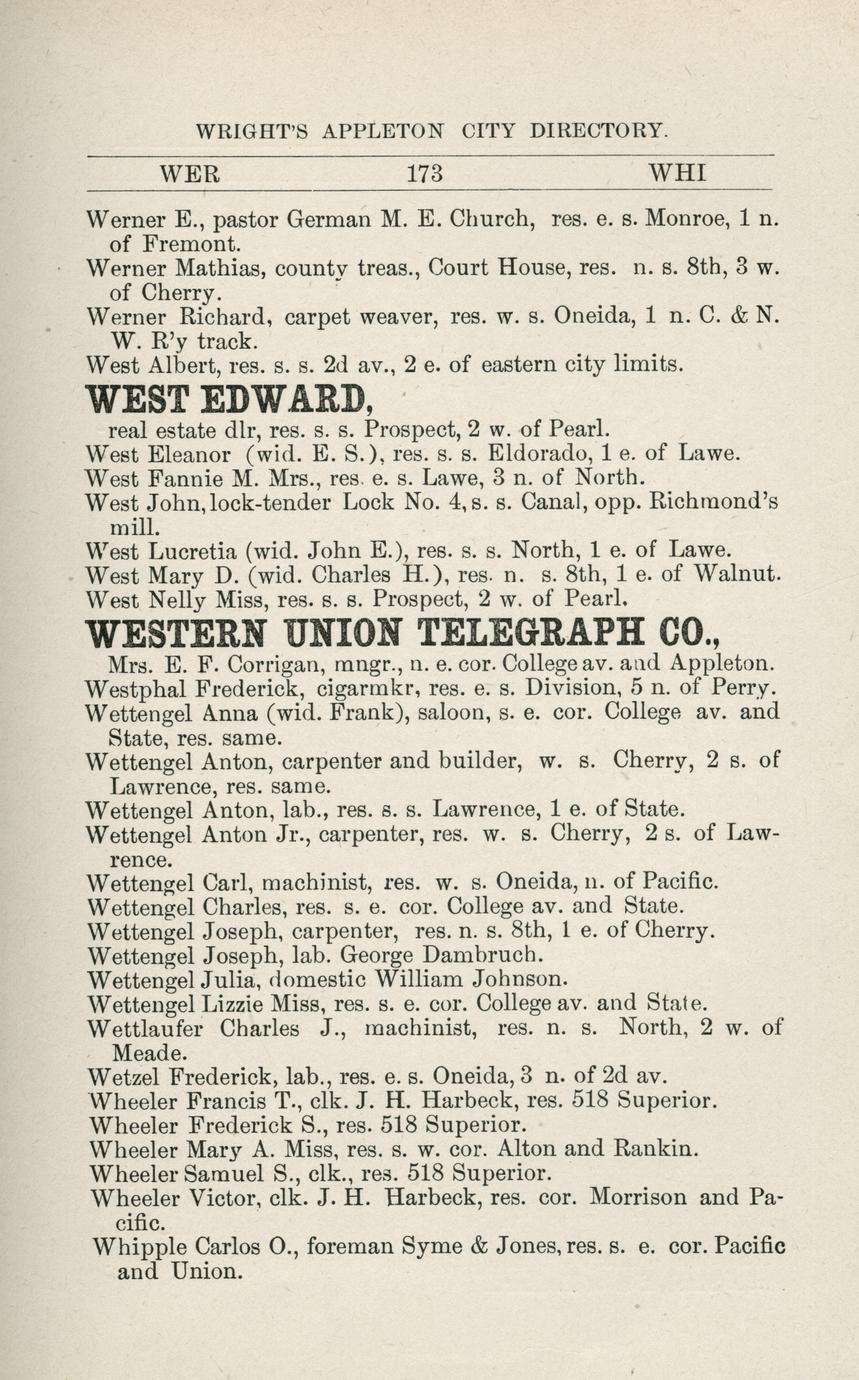 WRIGHT'S APPLETON CITY DIRECTORY.
WER 173 WHI
Werner E., pastor German M. E. Church, res. e. s. Monroe, 1 n.
of Fremont.
Werner Mathias, county treas., Court House, res. n. s. 8th, 3 w.
of Cherry.
Werner Richard, carpet weaver, res. w. s. Oneida, 1 n. C. & N.
W. R'y track.
West Albert, res. s. s. 2d av., 2 e. of eastern city limits.
WEST EDWARD,
real estate dlr, res. s. s. Prospect, 2 w. of Pearl.
West Eleanor (wid. E. S.), res. s. s. Eldorado, 1 e. of Lawe.
West Fannie M. Mrs., res. e. s. Lawe, 3 n. of North.
West John, lock-tender Lock No. 4, s. s. Canal, opp. Richmond's
mill.
West Lucretia (wid. John E.), res. s. s. North, 1 e. of Lawe.
West Mary D. (wid. Charles H.), res. n. s. 8th, 1 e. of Walnut.
West Nelly Miss, res. s. s. Prospect, 2 w. of Pearl.
WESTERN UNION TELEGRAPH CO.,
Mrs. E. F. Corrigan, mngr., n. e. cor. College av. and Appleton.
Westphal Frederick, cigarmkr, res. e. s. Division, 5 n. of Perry.
Wettengel Anna (wid. Frank), saloon, s. e. cor. College av. and
State, res. same.
Wettengel Anton, carpenter and builder, w. s. Cherry, 2 s. of
Lawrence, res. same.
Wettengel Anton, lab., res. s. s. Lawrence, 1 e. of State.
Wettengel Anton Jr., carpenter, res. w. s. Cherry, 2 s. of Law-
rence.
Wettengel Carl, machinist, res. w. s. Oneida, n. of Pacific.
Wettengel Charles, res. s. e. cor. College av. and State.
Wettengel Joseph, carpenter, res. n. s. 8th, 1 e. of Cherry.
Wettengel Joseph, lab. George Dambruch.
Wettengel Julia, domestic William Johnson.
Wettengel Lizzie Miss, res. s. e. cor. College av. and State.
Wettlaufer Charles J., machinist, res. n. s. North, 2 w. of
Meade.
Wetzel Frederick, lab., res. e. s. Oneida, 3 n. of 2d av.
Wheeler Francis T., clk. J. H. Harbeck, res. 518 Superior.
Wheeler Frederick S., res. 518 Superior.
Wheeler Mary A. Miss, res. s. w. cor. Alton and Rankin.
Wheeler Samuel S., clk., res. 518 Superior.
Wheeler Victor, clk. J. H. Harbeck, res. cor. Morrison and Pa-
cific.
Whipple Carlos O., foreman Syme & Jones, res. s. e. cor. Pacific
and Union.